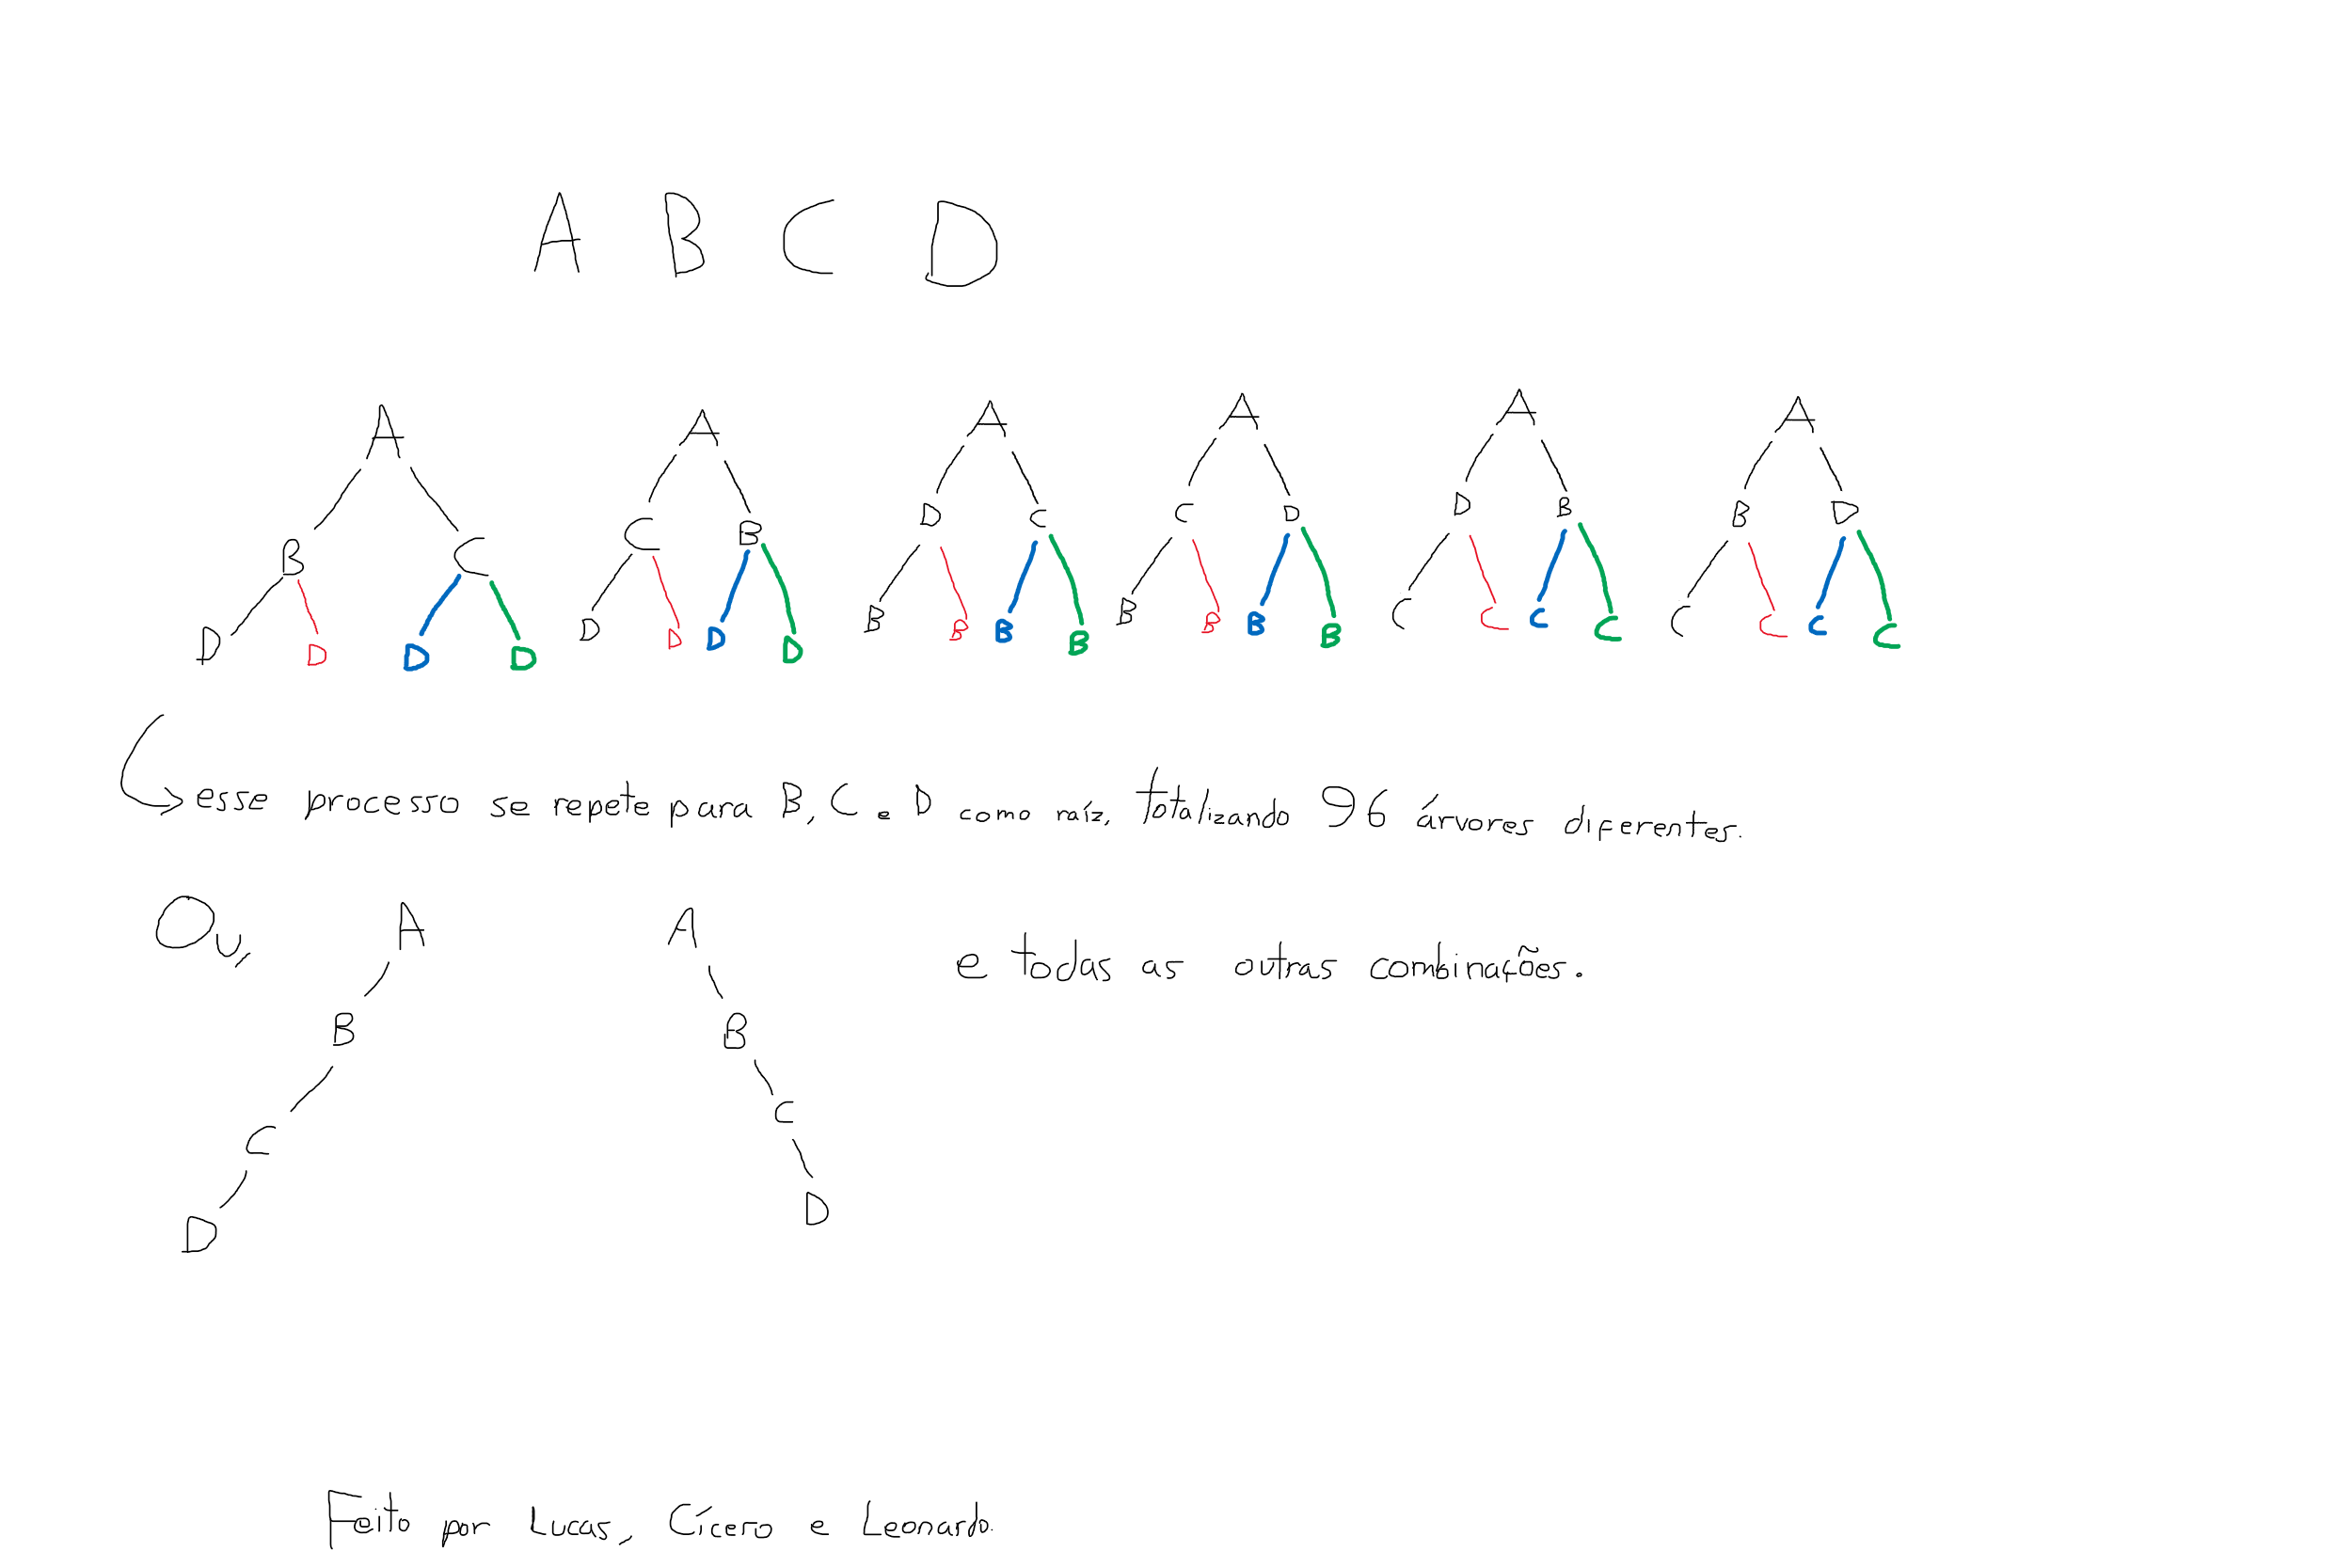 A B C D
A A A A A A
B C C B D C C D D B B D
D D D D D D D D B B B B B B B B C C C C C C C C
esse processo se repete para B, C e D como raíz, totalizando 96 árvores diferentes.
Ou, A A e todas as outras combinações.
B B
C C
D D
Feito por Lucas, Cícero e Leonardo.